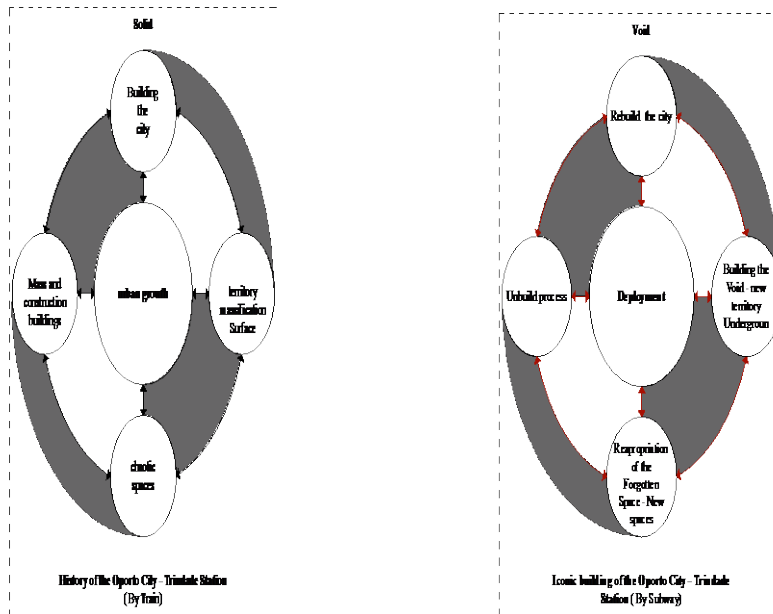 Solid
Building
the
city
Mass and
construction
buildings
urban growth
territory
massification
Surface
chaotic
spaces
History of the Oporto City - Trindade Station
(By Train)
Void
Rebuild the city
Unbuild process
Deployment
Building the
Void - new
territory
Undergroun
Reapropriation
of the
Forgotten
Space - New
spaces
Iconic building of the Oporto City - Trindade
Station ( By Subway)